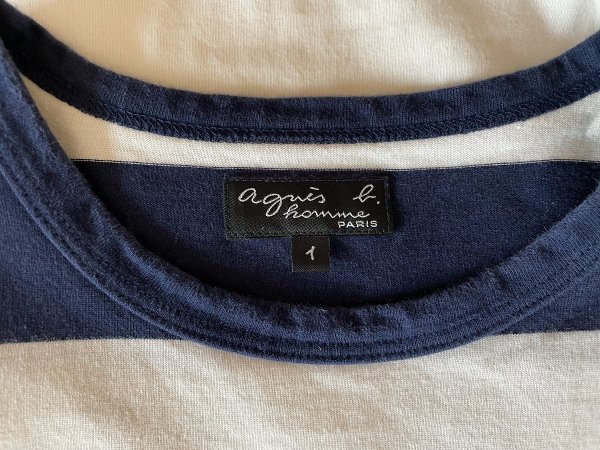 agnès b.
homme
PARIS
1